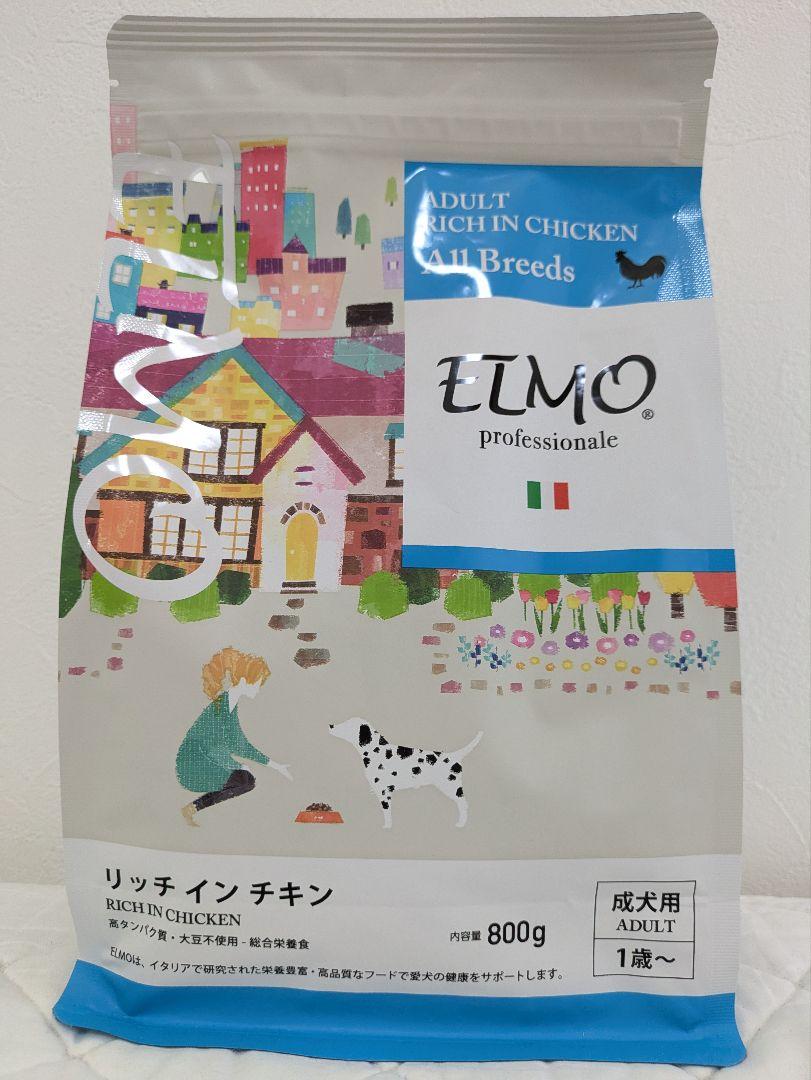 ELMO
ADULT
RICH IN CHICKEN
All Breeds
ELMO®
professionale
リッチ イン チキン
RICH IN CHICKEN
高タンパク質・大豆不使用 - 総合栄養食
内容量 800g
成犬用
ADULT
1歳～
ELMOは、イタリアで研究された栄養豊富・高品質なフードで愛犬の健康をサポートします。